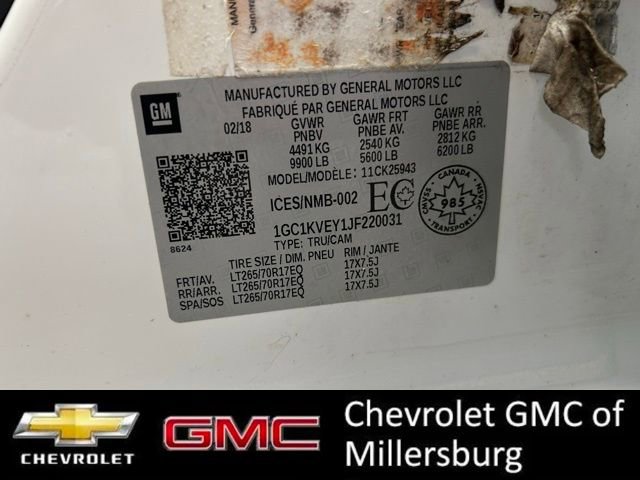 MANUFACTURED BY GENERAL MOTORS LLC
FABRIQUÉ PAR GENERAL MOTORS LLC
GM
02/18 GVWR GAWR FRT GAWR RR
PNBV PNBE AV. PNBE ARR.
4491 KG 2540 KG 2812 KG
9900 LB 5600 LB 6200 LB
MODEL/MODÈLE: 11CK25943
ICES/NMB-002 EC
CANADA
985
TRANSPORT
1GC1KVEY1JF220031
8624
TYPE: TRU/CAM
TIRE SIZE / DIM. PNEU RIM / JANTE
FRT/AV. LT265/70R17EQ 17X7.5J
RR/ARR. LT265/70R17EQ 17X7.5J
SPA/SOS LT265/70R17EQ 17X7.5J
CHEVROLET
GMC
Chevrolet GMC of
Millersburg